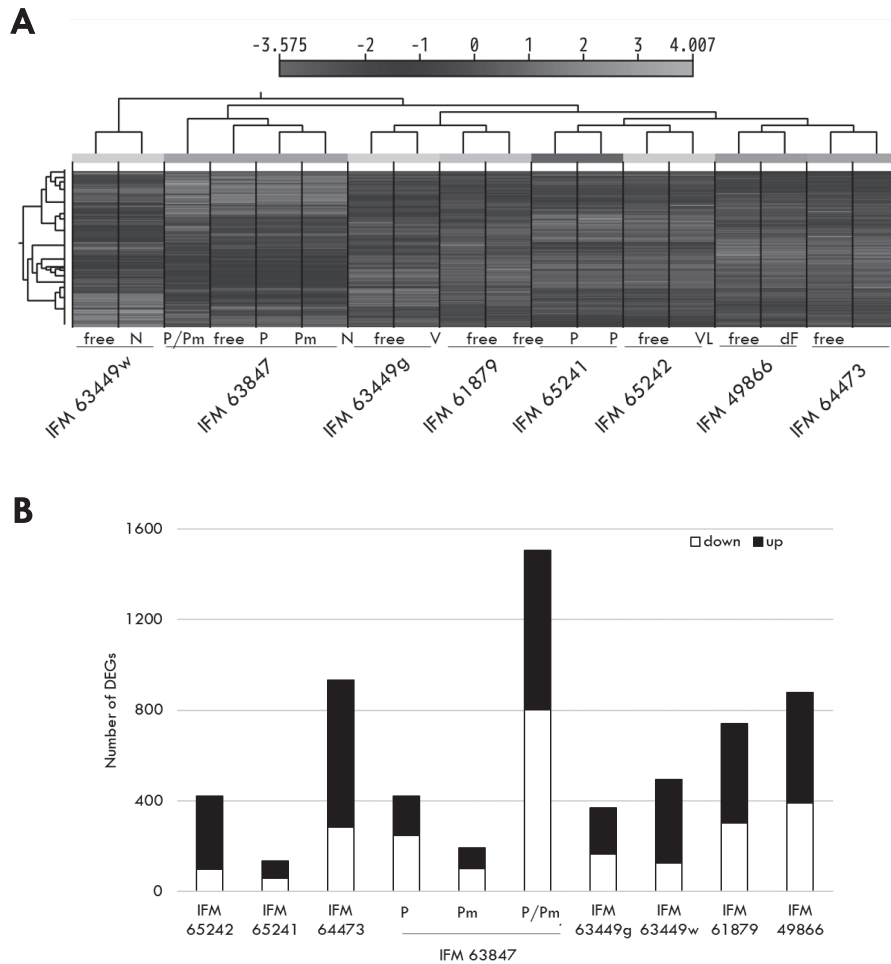 A
-3.575 -2 -1 0 1 2 3 4.007
free N P/Pm free P Pm N free V free free P P free VL free dF free
IFM 63449w IFM 63847 IFM 63449g IFM 61879 IFM 65241 IFM 65242 IFM 49866 IFM 64473
B
1600
down up
1200
Number of DEGs
800
400
0
IFM IFM IFM P Pm P/Pm IFM IFM IFM IFM
65242 65241 64473 63449g 63449w 61879 49866
IFM 63847